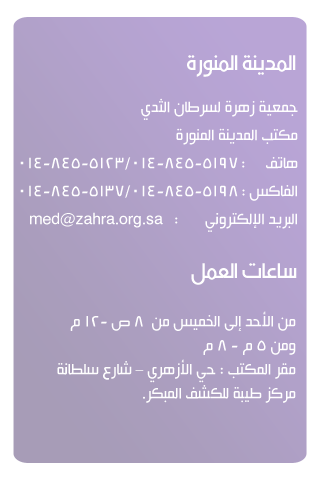 المدينة المنورة
جمعية زهرة لسرطان الثدي
مكتب المدينة المنورة
هاتف : ٠١٤-٨٤٥-٥١٢٣/٠١٤-٨٤٥-٥١٩٧
الفاكس : ٠١٤-٨٤٥-٥١٣٧/٠١٤-٨٤٥-٥١٩٨
البريد الإلكتروني : med@zahra.org.sa
ساعات العمل
من الأحد إلى الخميس من ٨ ص -١٢ م
ومن ٥ م - ٨ م
مقر المكتب : حي الأزهري – شارع سلطانة
مركز طيبة للكشف المبكر.